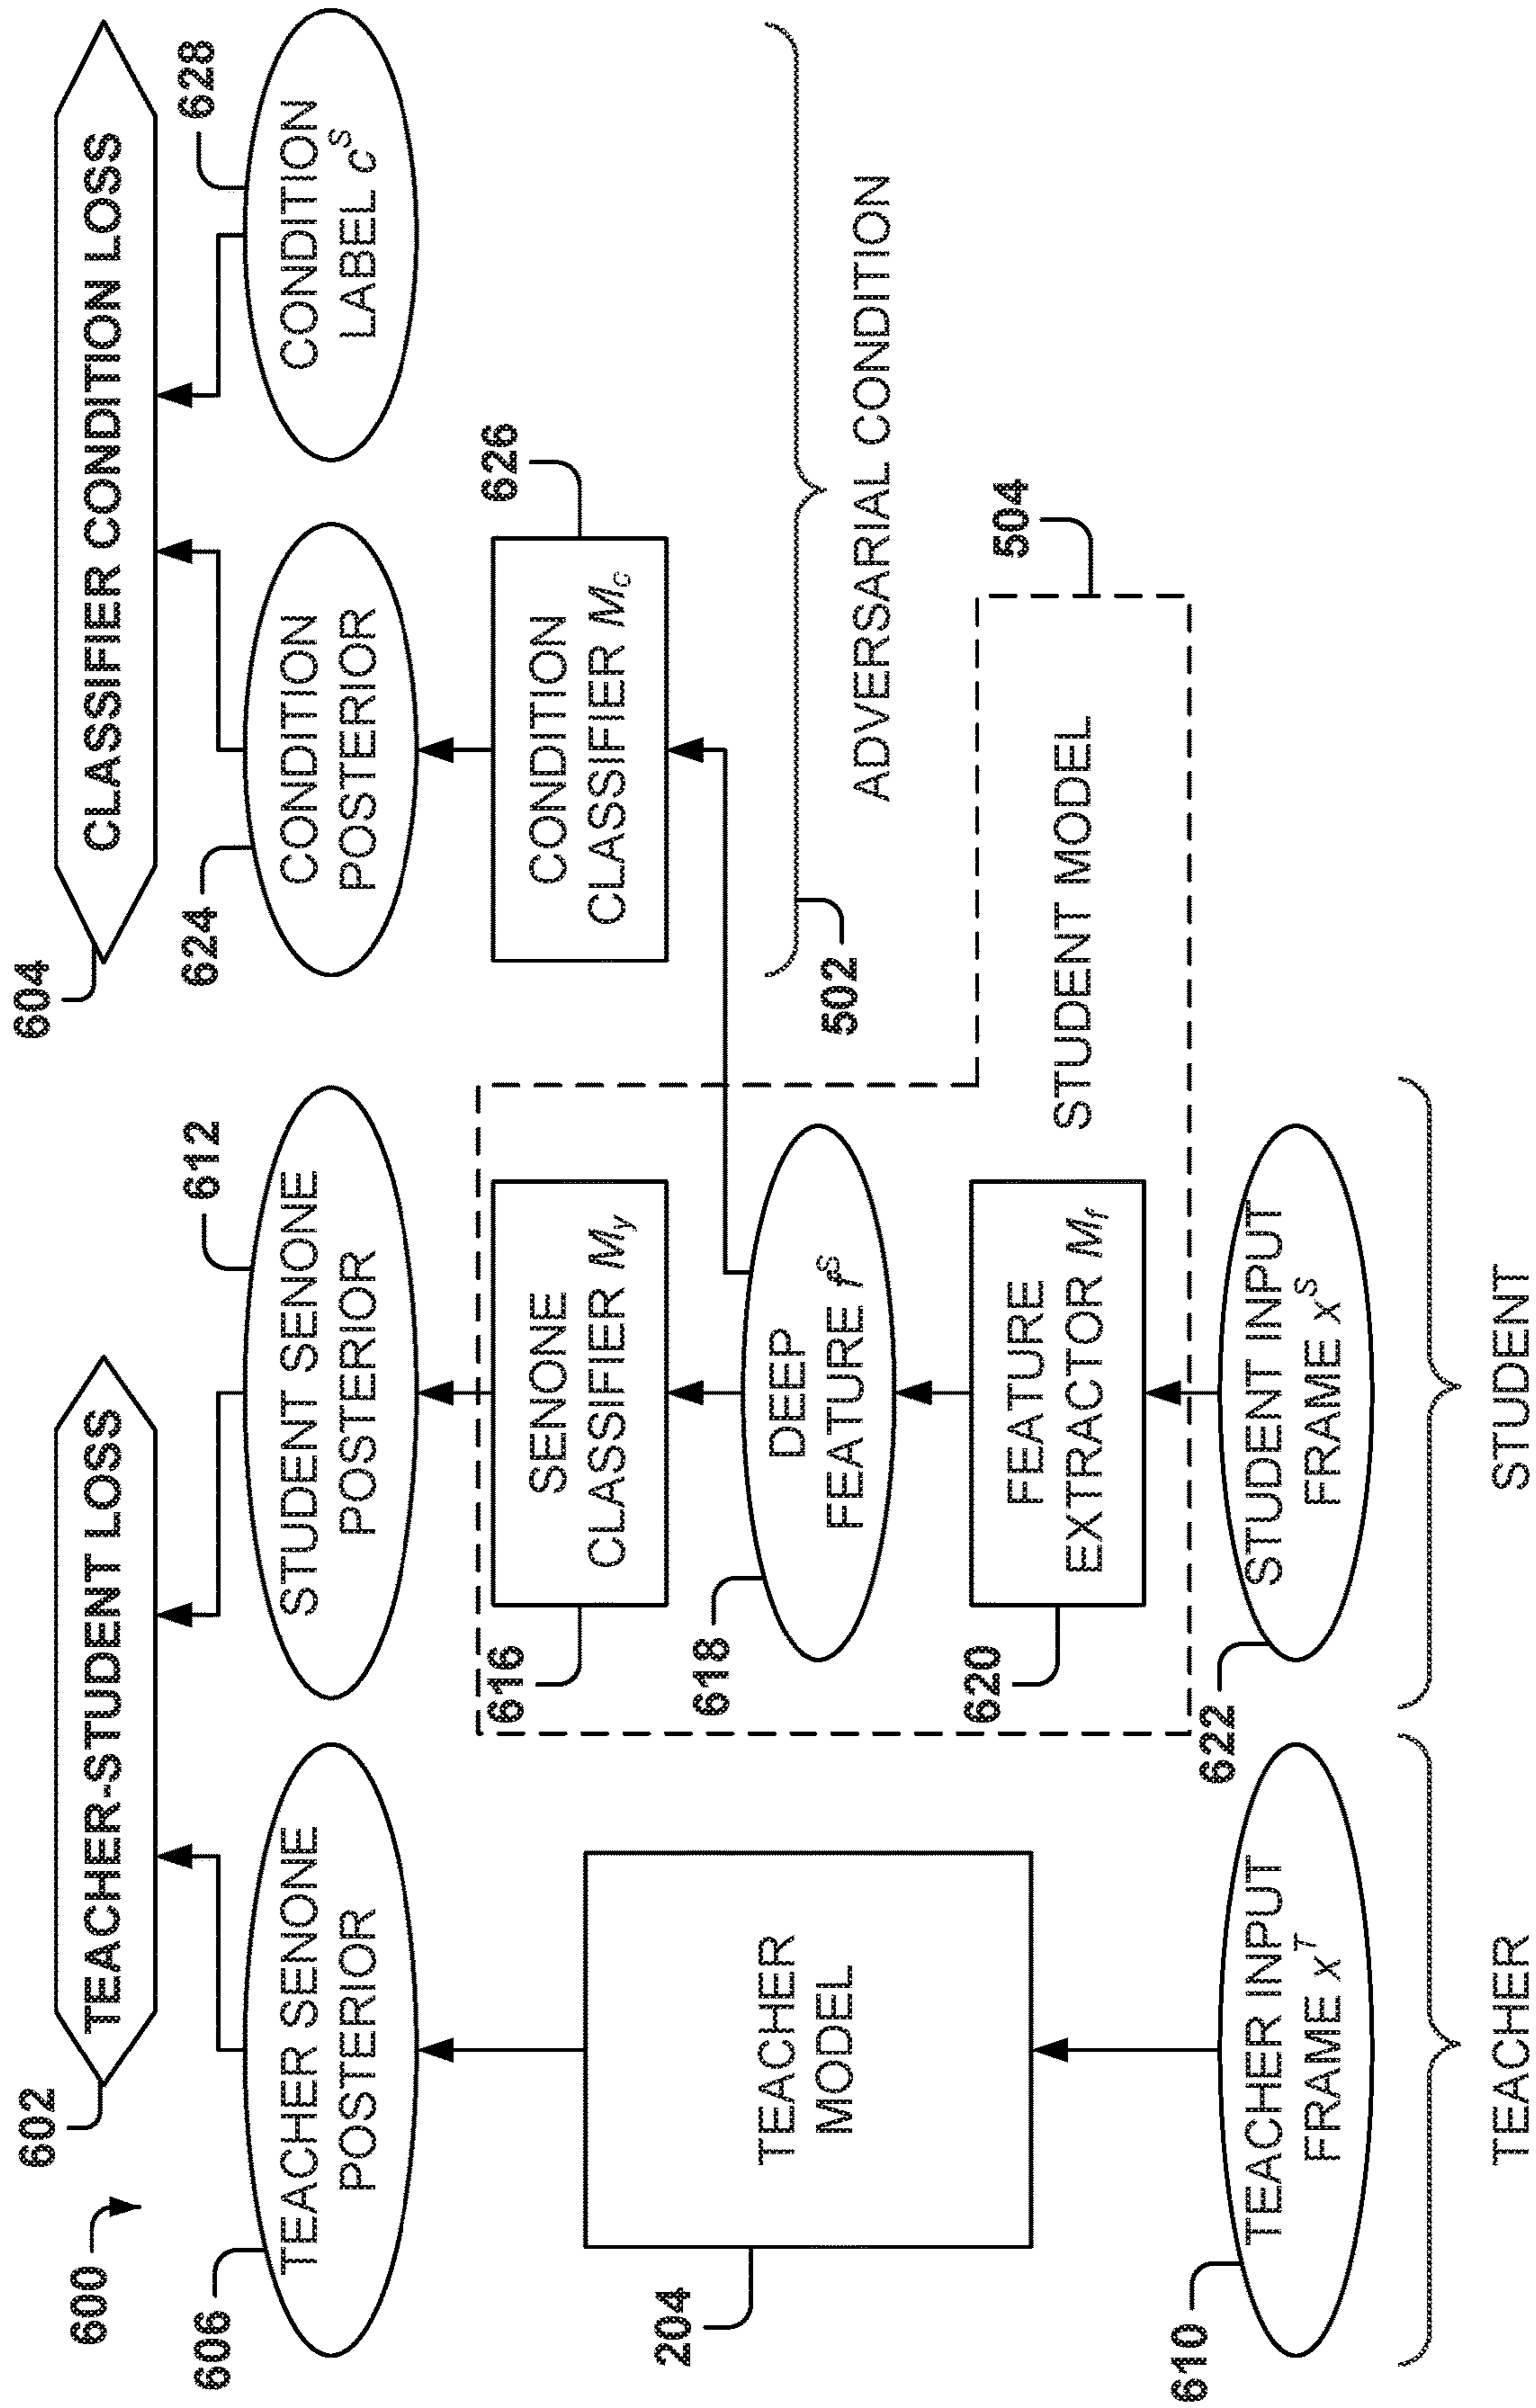 600
602
TEACHER-STUDENT LOSS
604
CLASSIFIER CONDITION LOSS
606
TEACHER SENONE
POSTERIOR
612
STUDENT SENONE
POSTERIOR
624
CONDITION
POSTERIOR
628
CONDITION
LABEL c^S
204
TEACHER
MODEL
616
SENONE
CLASSIFIER M_y
626
CONDITION
CLASSIFIER M_c
618
DEEP
FEATURE f^S
502
ADVERSARIAL CONDITION
620
FEATURE
EXTRACTOR M_f
STUDENT MODEL
504
610
TEACHER INPUT
FRAME x^T
622
STUDENT INPUT
FRAME x^S
TEACHER
STUDENT